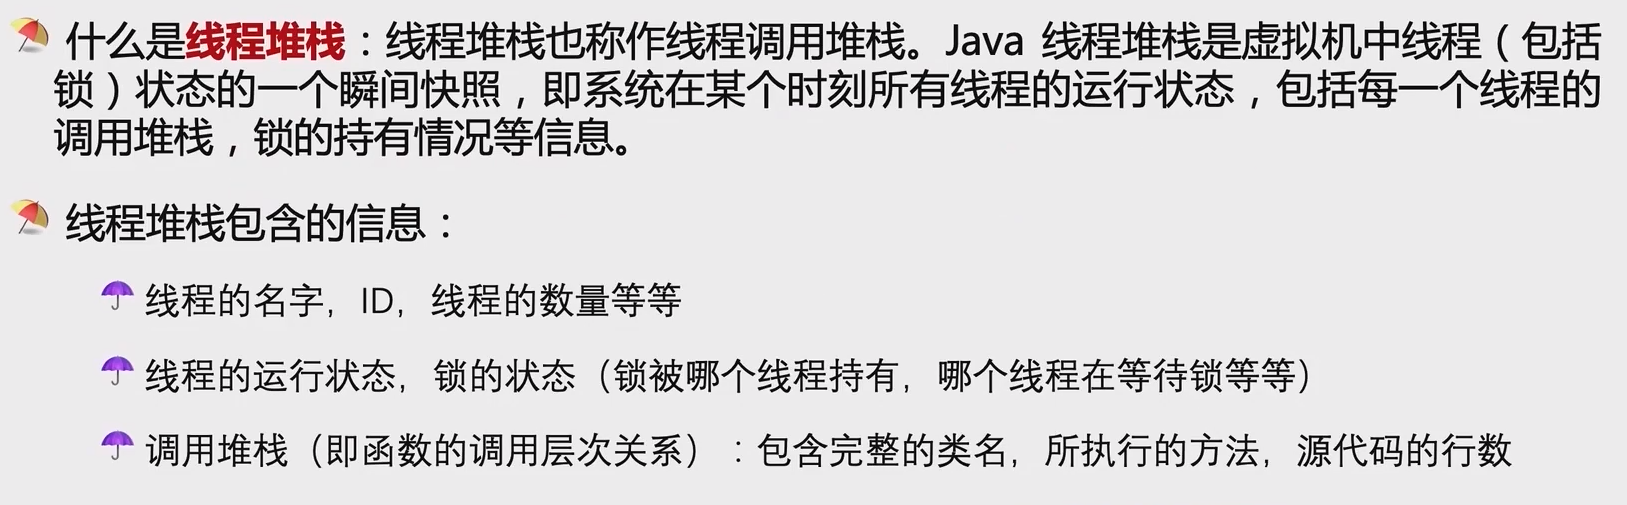 什么是线程堆栈：线程堆栈也称作线程调用堆栈。Java 线程堆栈是虚拟机中线程（包括
锁）状态的一个瞬间快照，即系统在某个时刻所有线程的运行状态，包括每一个线程的
调用堆栈，锁的持有情况等信息。
线程堆栈包含的信息：
线程的名字，ID，线程的数量等等
线程的运行状态，锁的状态（锁被哪个线程持有，哪个线程在等待锁等等）
调用堆栈（即函数的调用层次关系）：包含完整的类名，所执行的方法，源代码的行数